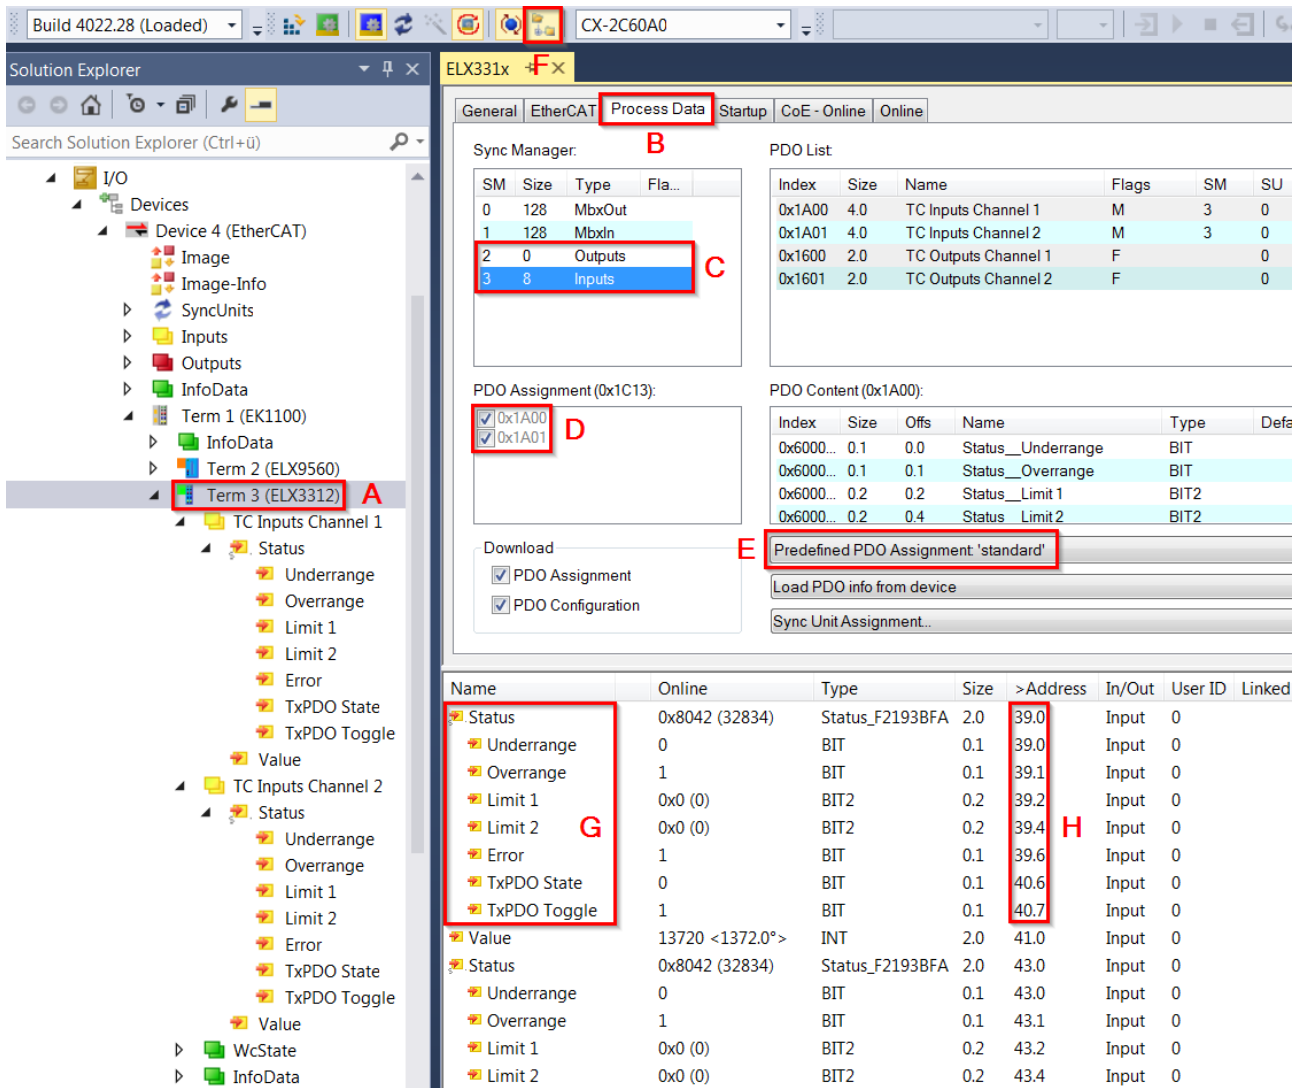 Build 4022.28 (Loaded)
CX-2C60A0
F
Solution Explorer
ELX331x
Search Solution Explorer (Ctrl+ü)
I/O
Devices
Device 4 (EtherCAT)
Image
Image-Info
SyncUnits
Inputs
Outputs
InfoData
Term 1 (EK1100)
InfoData
Term 2 (ELX9560)
Term 3 (ELX3312)
A
TC Inputs Channel 1
Status
Underrange
Overrange
Limit 1
Limit 2
Error
TxPDO State
TxPDO Toggle
Value
TC Inputs Channel 2
Status
Underrange
Overrange
Limit 1
Limit 2
Error
TxPDO State
TxPDO Toggle
Value
WcState
InfoData
General EtherCAT Process Data Startup CoE - Online Online
B
Sync Manager:
SM Size Type Fla...
0 128 MbxOut
1 128 MbxIn
2 0 Outputs
3 8 Inputs
C
PDO List:
Index Size Name Flags SM SU
0x1A00 4.0 TC Inputs Channel 1 M 3 0
0x1A01 4.0 TC Inputs Channel 2 M 3 0
0x1600 2.0 TC Outputs Channel 1 F 0
0x1601 2.0 TC Outputs Channel 2 F 0
PDO Assignment (0x1C13):
0x1A00
0x1A01
D
PDO Content (0x1A00):
Index Size Offs Name Type Defa
0x6000... 0.1 0.0 Status__Underrange BIT
0x6000... 0.1 0.1 Status__Overrange BIT
0x6000... 0.2 0.2 Status__Limit 1 BIT2
0x6000... 0.2 0.4 Status__Limit 2 BIT2
Download
PDO Assignment
PDO Configuration
E
Predefined PDO Assignment: 'standard'
Load PDO info from device
Sync Unit Assignment...
Name Online Type Size >Address In/Out User ID Linked
Status 0x8042 (32834) Status_F2193BFA 2.0 39.0 Input 0
Underrange 0 BIT 0.1 39.0 Input 0
Overrange 1 BIT 0.1 39.1 Input 0
Limit 1 0x0 (0) BIT2 0.2 39.2 Input 0
Limit 2 0x0 (0) BIT2 0.2 39.4 Input 0
G
H
Error 1 BIT 0.1 39.6 Input 0
TxPDO State 0 BIT 0.1 40.6 Input 0
TxPDO Toggle 1 BIT 0.1 40.7 Input 0
Value 13720 <1372.0°> INT 2.0 41.0 Input 0
Status 0x8042 (32834) Status_F2193BFA 2.0 43.0 Input 0
Underrange 0 BIT 0.1 43.0 Input 0
Overrange 1 BIT 0.1 43.1 Input 0
Limit 1 0x0 (0) BIT2 0.2 43.2 Input 0
Limit 2 0x0 (0) BIT2 0.2 43.4 Input 0